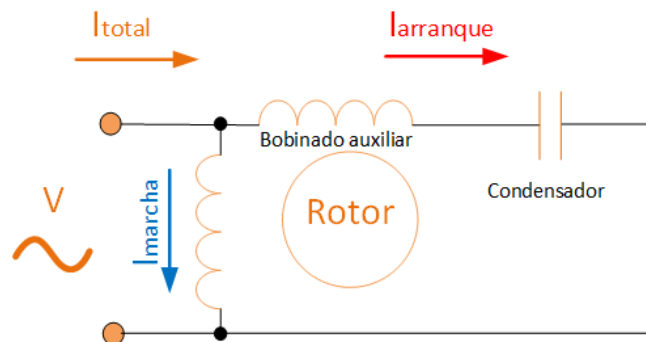 Itotal
Iarranque
Bobinado auxiliar
Condensador
V
Imarcha
Rotor